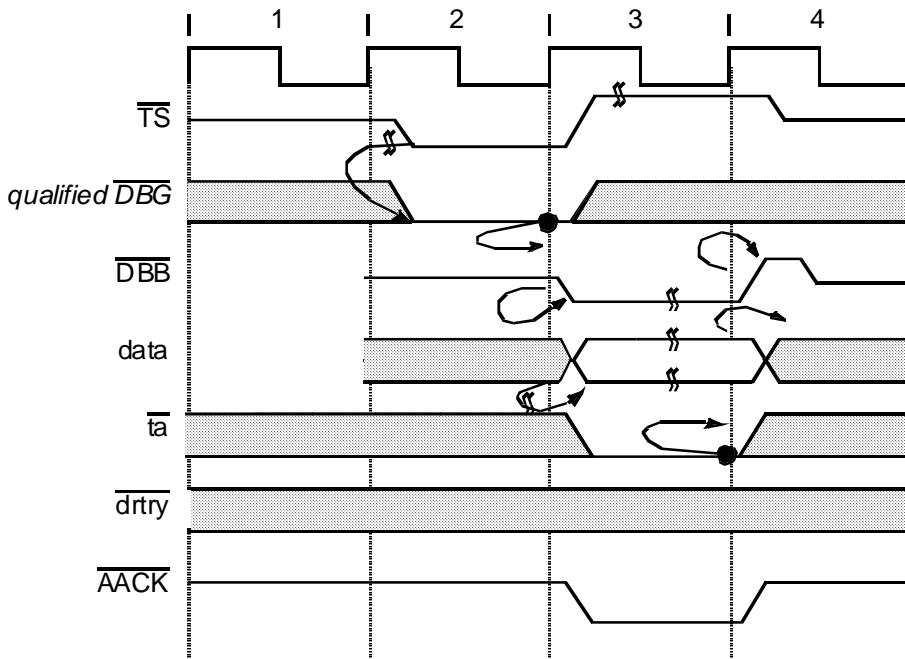 1 2 3 4
TS
qualified DBG
DBB
data
ta
drtry
AACK